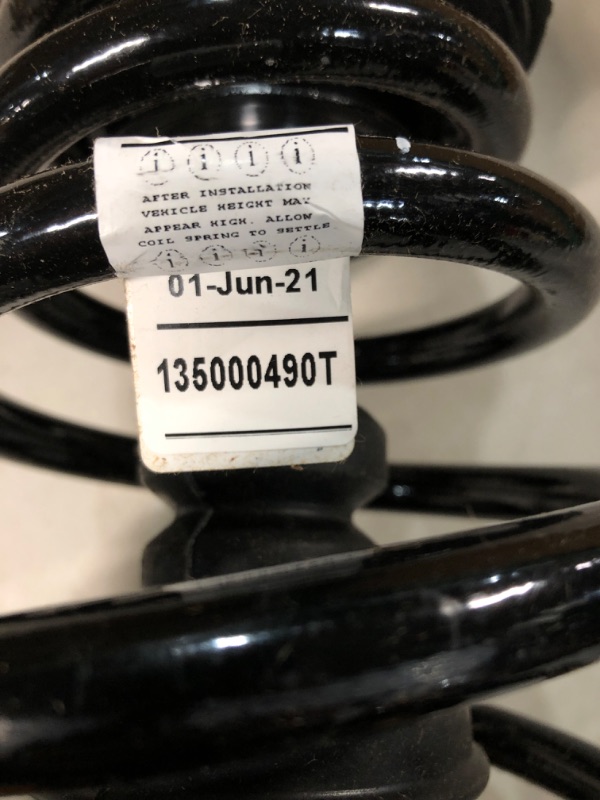 i i i i
AFTER INSTALLATION
VEHICLE HEIGHT MAY
APPEAR HIGH. ALLOW
COIL SPRING TO SETTLE
i i i i
01-Jun-21
135000490T